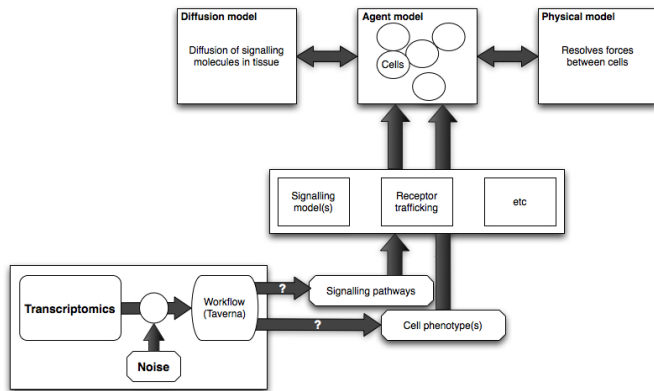 Diffusion model
Diffusion of signalling
molecules in tissue
Agent model
Cells
Physical model
Resolves forces
between cells
Signalling
model(s)
Receptor
trafficking
etc
Transcriptomics
Workflow
(Taverna)
?
Signalling pathways
?
Cell phenotype(s)
Noise